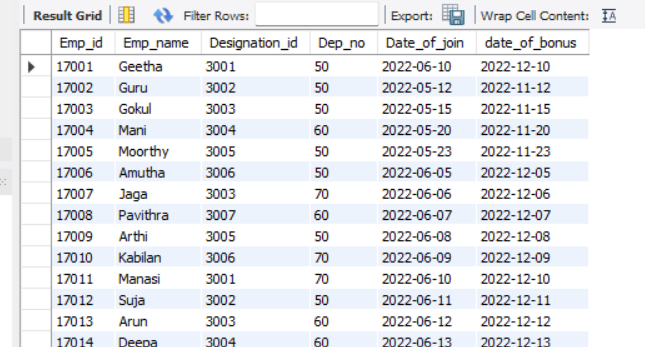 Result Grid Filter Rows: Export: Wrap Cell Content: IA
Emp_id Emp_name Designation_id Dep_no Date_of_join date_of_bonus
17001 Geetha 3001 50 2022-06-10 2022-12-10
17002 Guru 3002 50 2022-05-12 2022-11-12
17003 Gokul 3003 50 2022-05-15 2022-11-15
17004 Mani 3004 60 2022-05-20 2022-11-20
17005 Moorthy 3005 50 2022-05-23 2022-11-23
17006 Amutha 3006 50 2022-06-05 2022-12-05
17007 Jaga 3003 70 2022-06-06 2022-12-06
17008 Pavithra 3007 60 2022-06-07 2022-12-07
17009 Arthi 3005 50 2022-06-08 2022-12-08
17010 Kabilan 3006 70 2022-06-09 2022-12-09
17011 Manasi 3001 70 2022-06-10 2022-12-10
17012 Suja 3002 50 2022-06-11 2022-12-11
17013 Arun 3003 60 2022-06-12 2022-12-12
17014 Deepa 3004 60 2022-06-13 2022-12-13